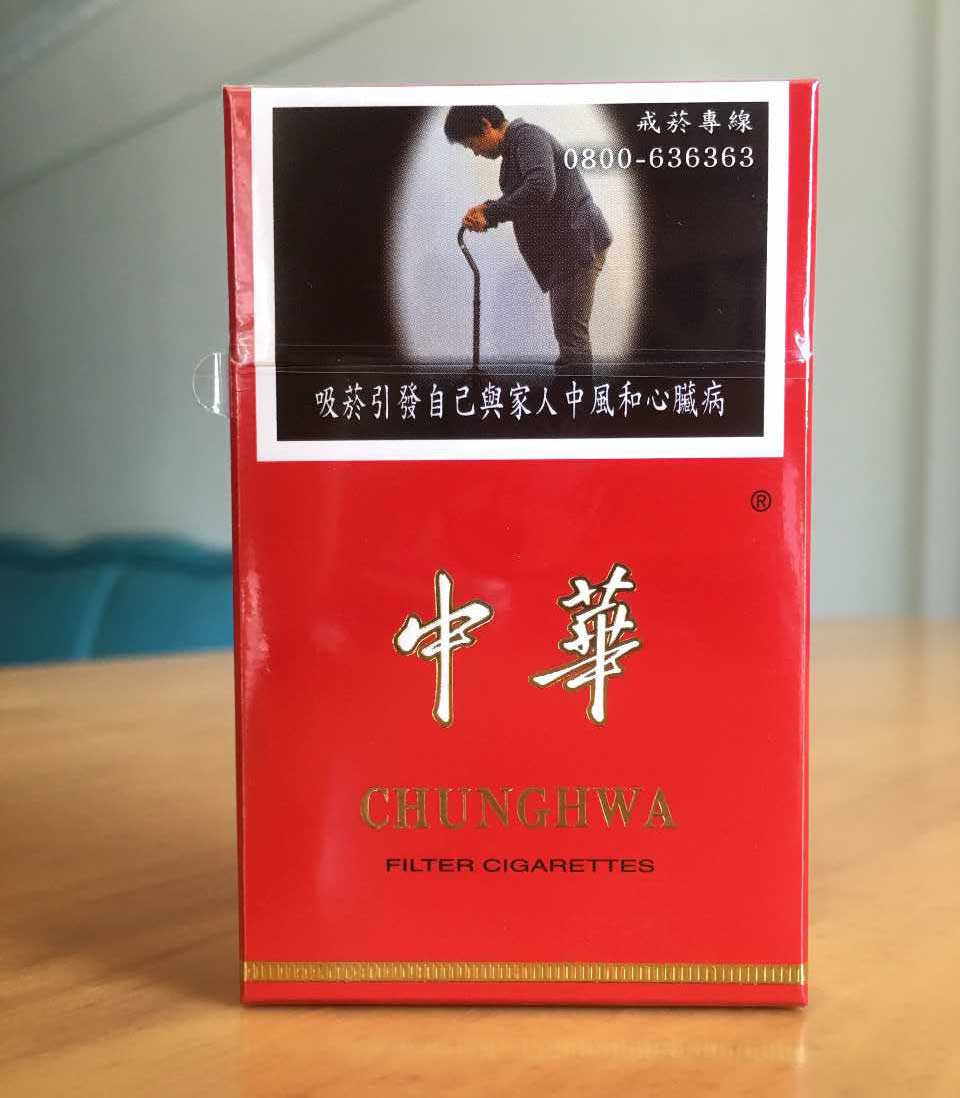 戒菸專線
0800-636363
吸菸引發自己與家人中風和心臟病
®
中華
CHUNGHWA
FILTER CIGARETTES